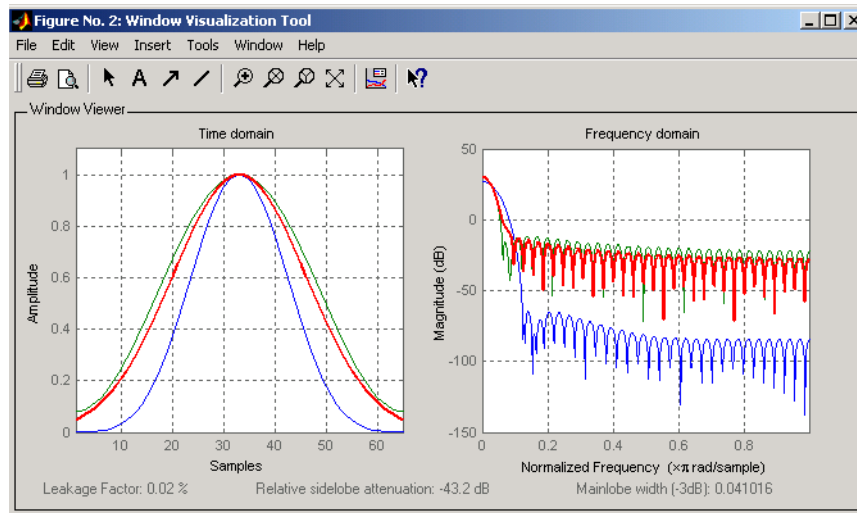 Figure No. 2: Window Visualization Tool
File Edit View Insert Tools Window Help
A
Window Viewer
Time domain
Frequency domain
1
0.8
0.6
0.4
0.2
0
10 20 30 40 50 60
Amplitude
Samples
50
0
-50
-100
-150
0 0.2 0.4 0.6 0.8
Magnitude (dB)
Normalized Frequency (×π rad/sample)
Leakage Factor: 0.02 % Relative sidelobe attenuation: -43.2 dB Mainlobe width (-3dB): 0.041016